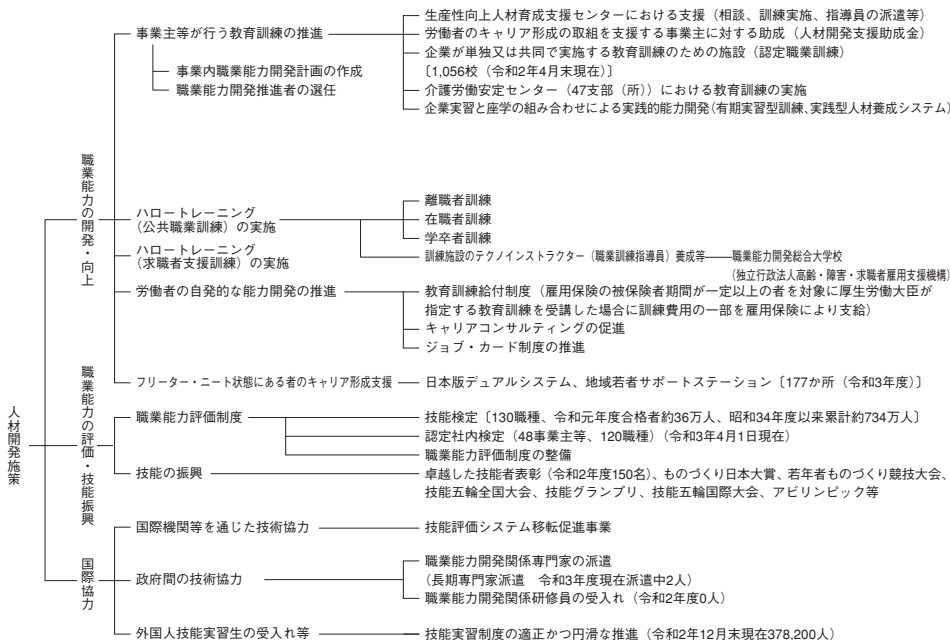 人材開発施策
職業能力の開発・向上
事業主等が行う教育訓練の推進
事業内職業能力開発計画の作成
職業能力開発推進者の選任
生産性向上人材育成支援センターにおける支援（相談、訓練実施、指導員の派遣等）
労働者のキャリア形成の取組を支援する事業主に対する助成（人材開発支援助成金）
企業が単独又は共同で実施する教育訓練のための施設（認定職業訓練）
〔1,056校（令和2年4月末現在）〕
介護労働安定センター（47支部（所））における教育訓練の実施
企業実習と座学の組み合わせによる実践的能力開発（有期実習型訓練、実践型人材養成システム）
ハロートレーニング
（公共職業訓練）の実施
離職者訓練
在職者訓練
学卒者訓練
訓練施設のテクノインストラクター（職業訓練指導員）養成等
職業能力開発総合大学校
（独立行政法人高齢・障害・求職者雇用支援機構）
ハロートレーニング
（求職者支援訓練）の実施
労働者の自発的な能力開発の推進
教育訓練給付制度（雇用保険の被保険者期間が一定以上の者を対象に厚生労働大臣が
指定する教育訓練を受講した場合に訓練費用の一部を雇用保険により支給）
キャリアコンサルティングの促進
ジョブ・カード制度の推進
フリーター・ニート状態にある者のキャリア形成支援
日本版デュアルシステム、地域若者サポートステーション〔177か所（令和3年度）〕
職業能力の評価・技能振興
職業能力評価制度
技能検定〔130職種、令和元年度合格者約36万人、昭和34年度以来累計約734万人〕
認定社内検定（48事業主等、120職種）（令和3年4月1日現在）
職業能力評価制度の整備
技能の振興
卓越した技能者表彰（令和2年度150名）、ものづくり日本大賞、若年者ものづくり競技大会、
技能五輪全国大会、技能グランプリ、技能五輪国際大会、アビリンピック等
国際協力
国際機関等を通じた技術協力
技能評価システム移転促進事業
政府間の技術協力
職業能力開発関係専門家の派遣
（長期専門家派遣　令和3年度現在派遣中2人）
職業能力開発関係研修員の受入れ（令和2年度0人）
外国人技能実習生の受入れ等
技能実習制度の適正かつ円滑な推進（令和2年12月末現在378,200人）